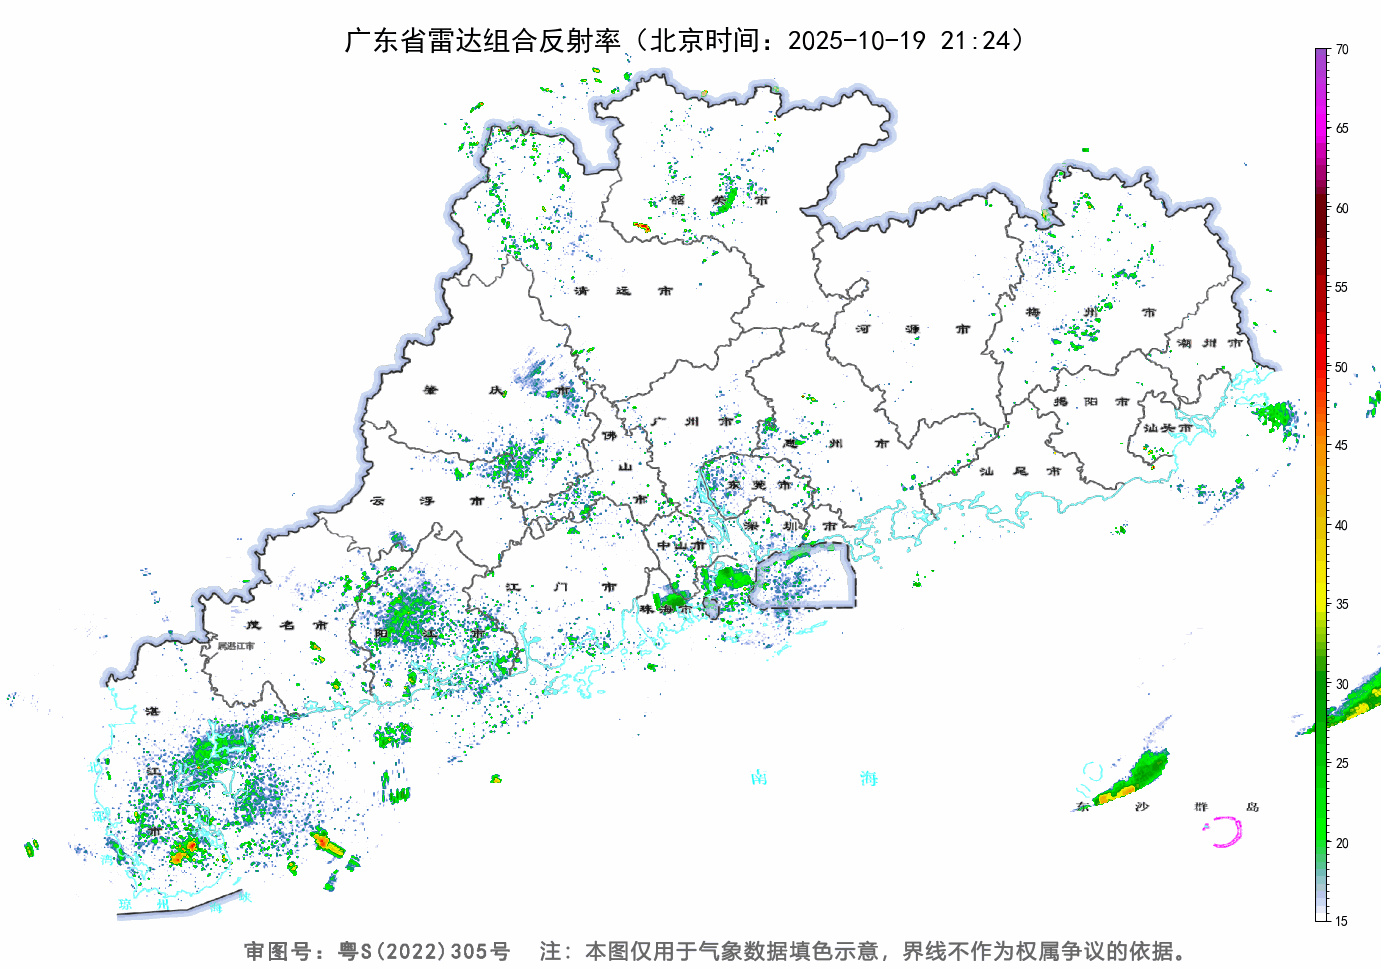 广东省雷达组合反射率（北京时间：2025-10-19 21:24）
70
65
60
55
50
45
40
35
30
25
20
15
韶关市
清远市
河源市
梅州市
潮州市
肇庆市
揭阳市
汕头市
广州市
佛山市
惠州市
汕尾市
云浮市
东莞市
深圳市
中山市
江门市
珠海市
茂名市
阳江市
属湛江市
湛江市
南海
东沙群岛
北部湾
琼州海峡
审图号：粤S(2022)305号 注：本图仅用于气象数据填色示意，界线不作为权属争议的依据。